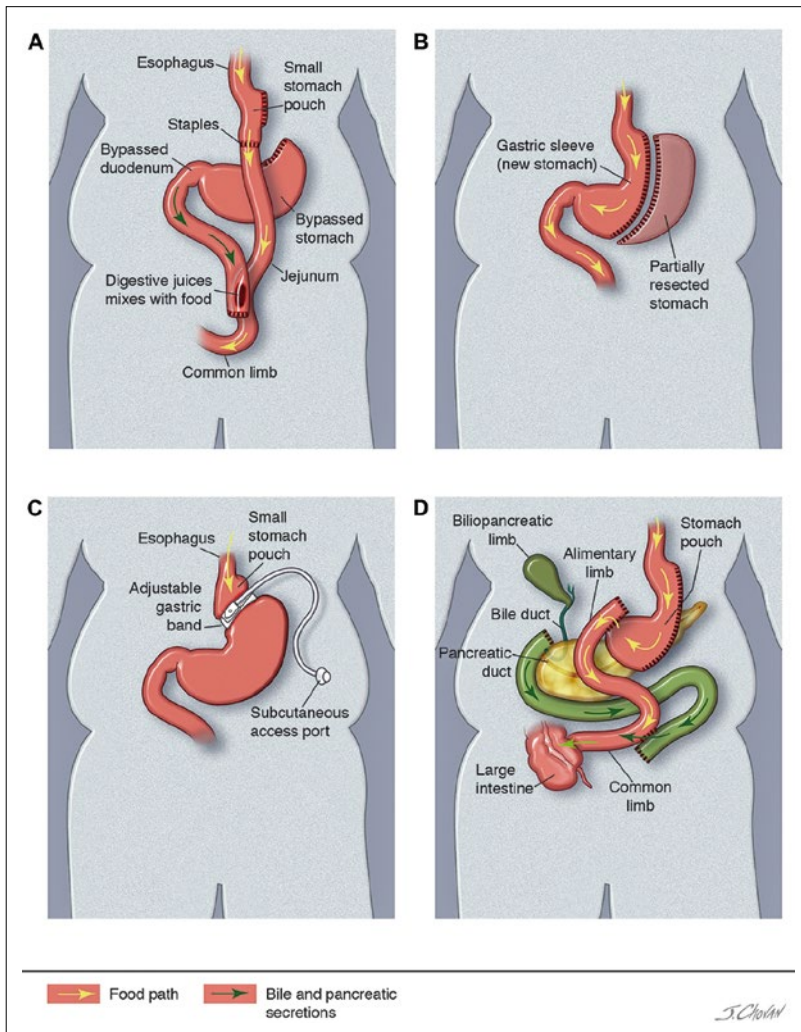 A
Esophagus
Small
stomach
pouch
Staples
Bypassed
duodenum
Bypassed
stomach
Digestive juices
mixes with food
Jejunum
Common limb
B
Gastric sleeve
(new stomach)
Partially
resected
stomach
C
Esophagus
Small
stomach
pouch
Adjustable
gastric
band
Subcutaneous
access port
D
Biliopancreatic
limb
Alimentary
limb
Stomach
pouch
Bile duct
Pancreatic
duct
Large
intestine
Common
limb
Food path
Bile and pancreatic
secretions
J. Chovan